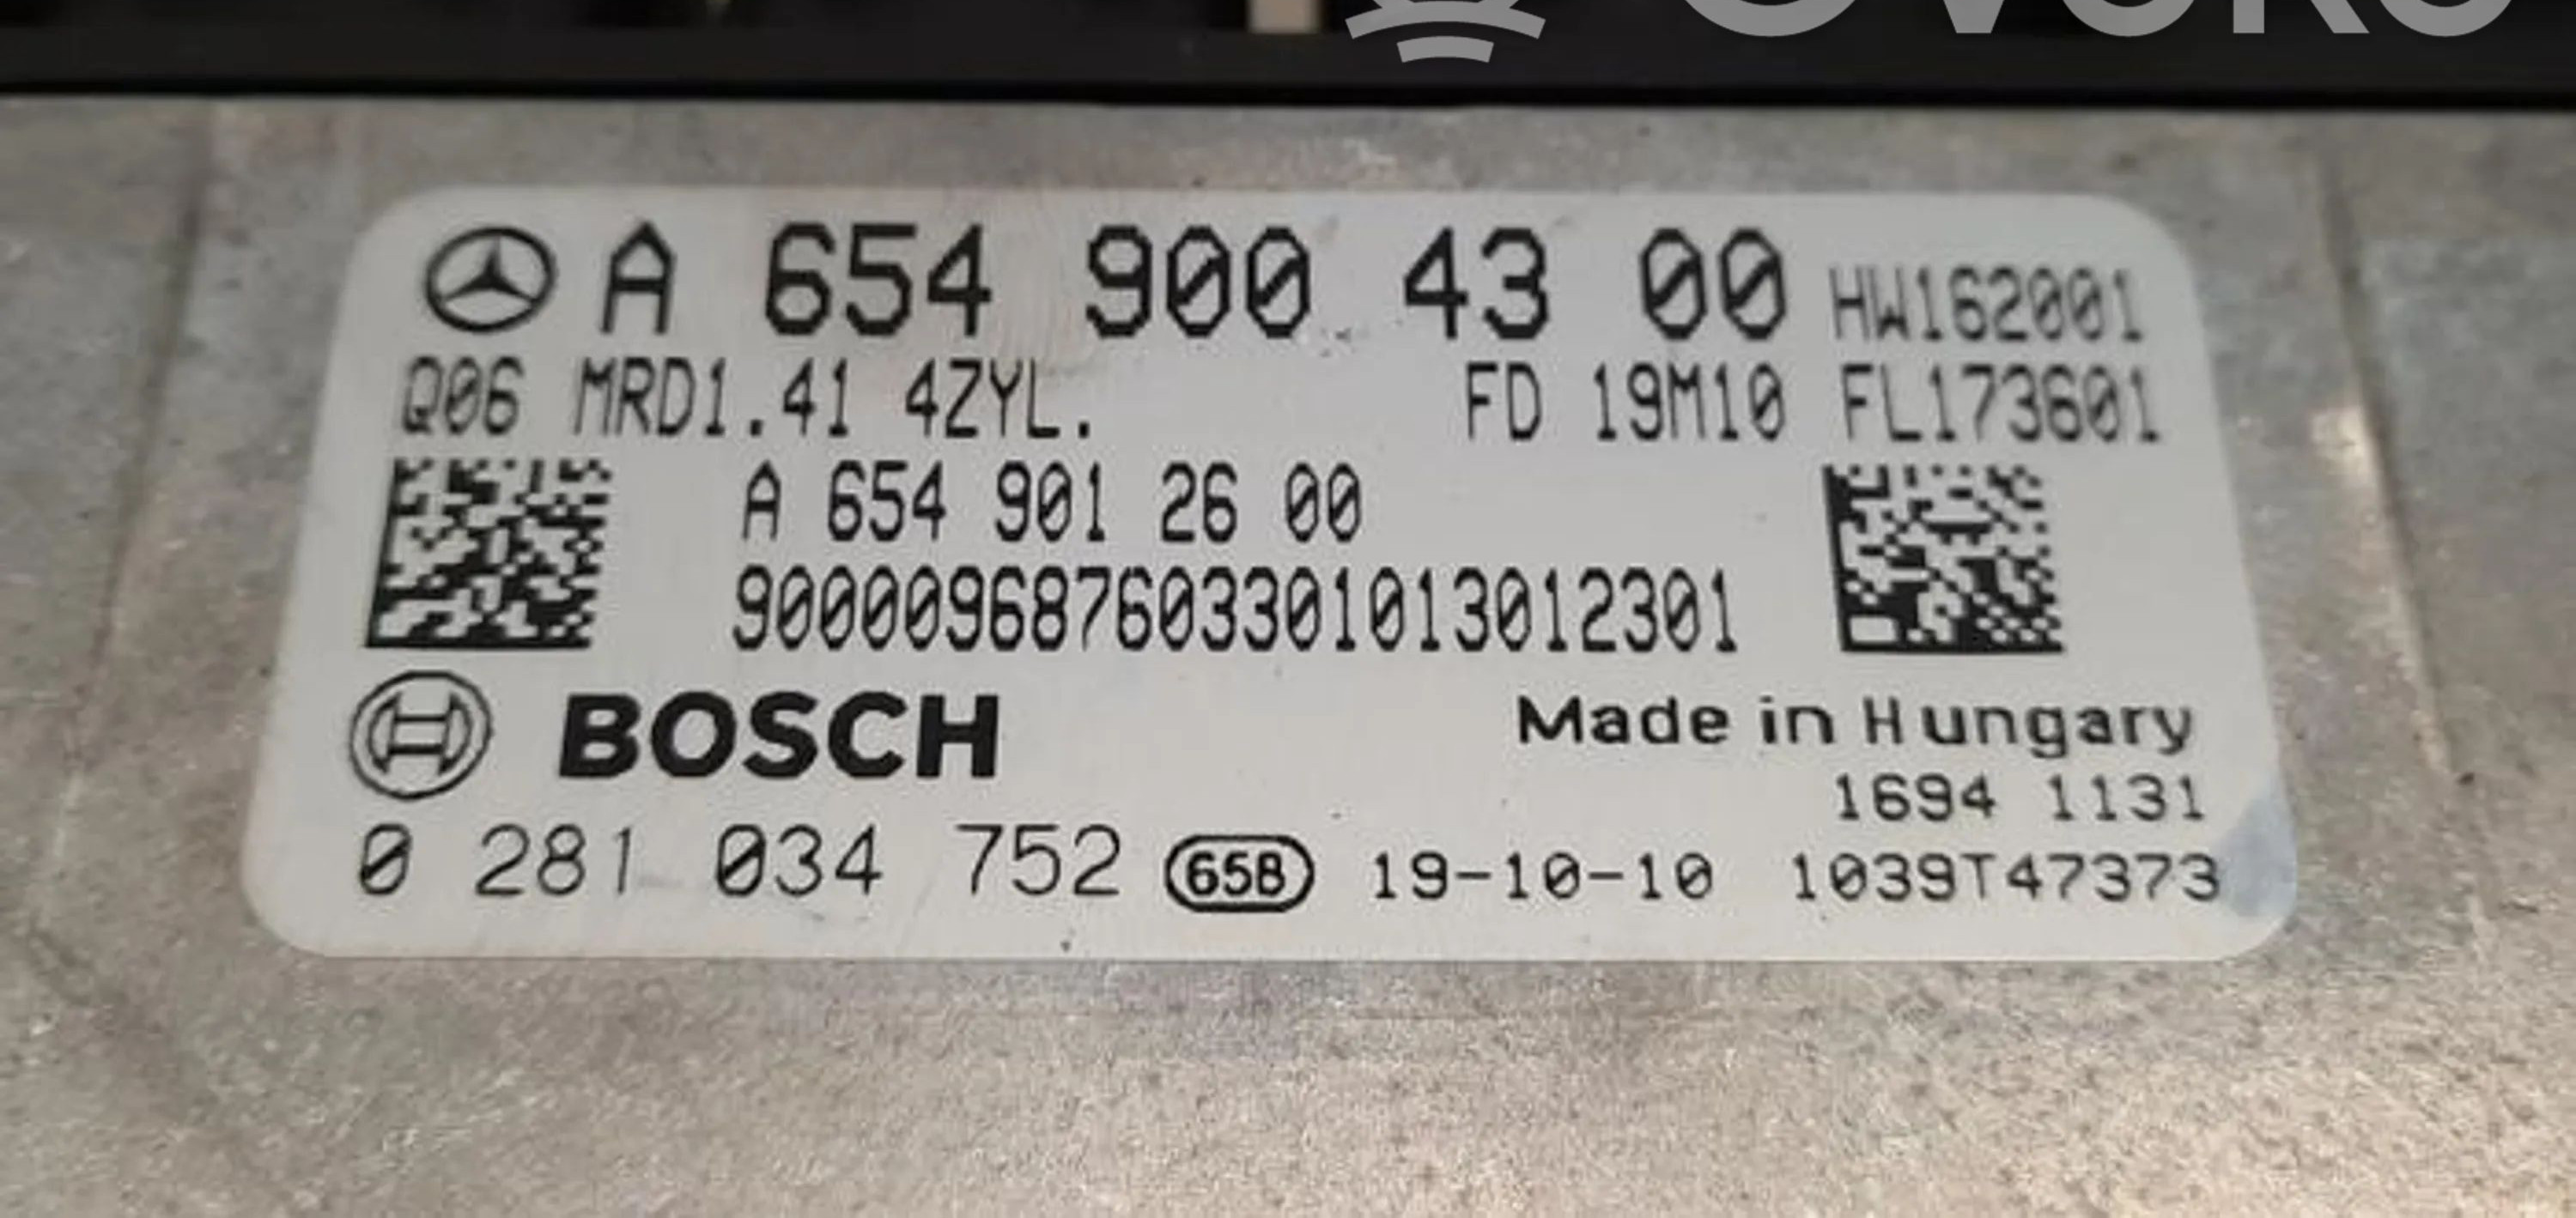 A 654 900 43 00 HW162001
Q06 MRD1.41 4ZYL. FD 19M10 FL173601
A 654 901 26 00
900009687603301013012301
BOSCH
Made in Hungary
1694 1131
0 281 034 752 65B 19-10-10 1039T47373